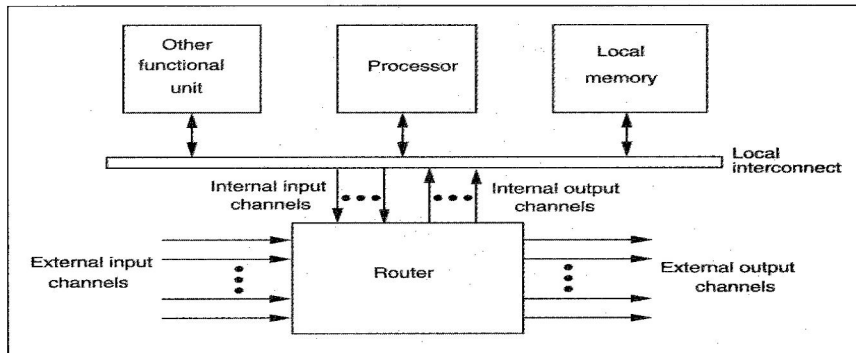 Other
functional
unit
Processor
Local
memory
Local
interconnect
Internal input
channels
Internal output
channels
External input
channels
Router
External output
channels